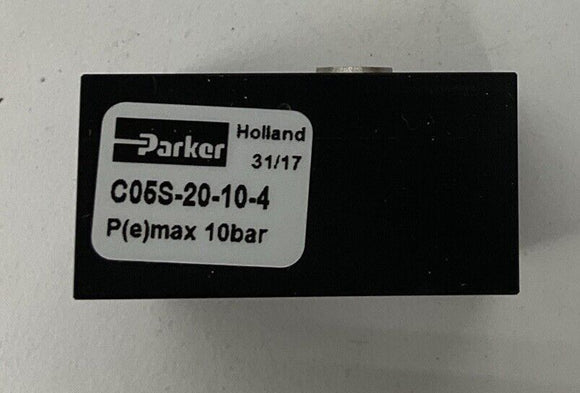 Parker
Holland
31/17
C05S-20-10-4
P(e)max 10bar